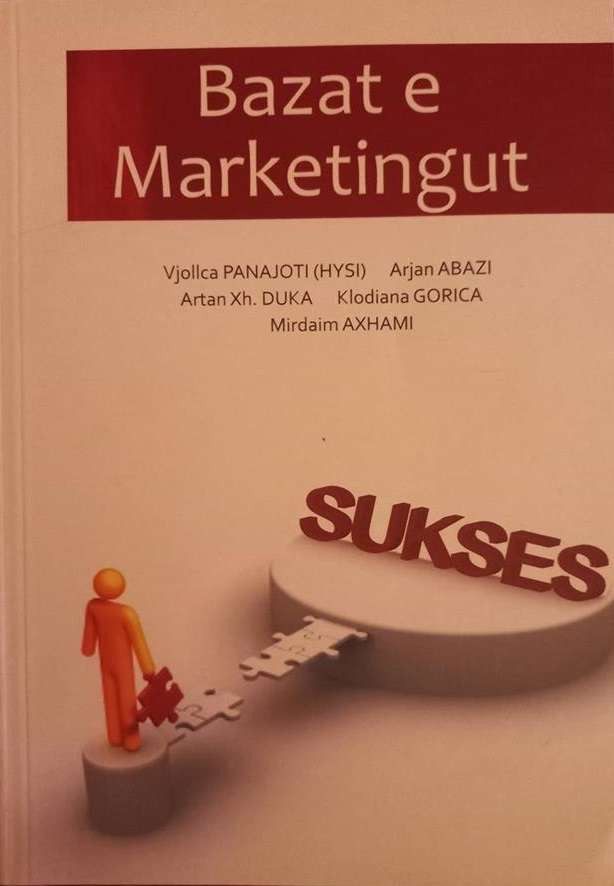 Bazat e
Marketingut
Vjollca PANAJOTI (HYSI) Arjan ABAZI
Artan Xh. DUKA Klodiana GORICA
Mirdaim AXHAMI
SUKSES